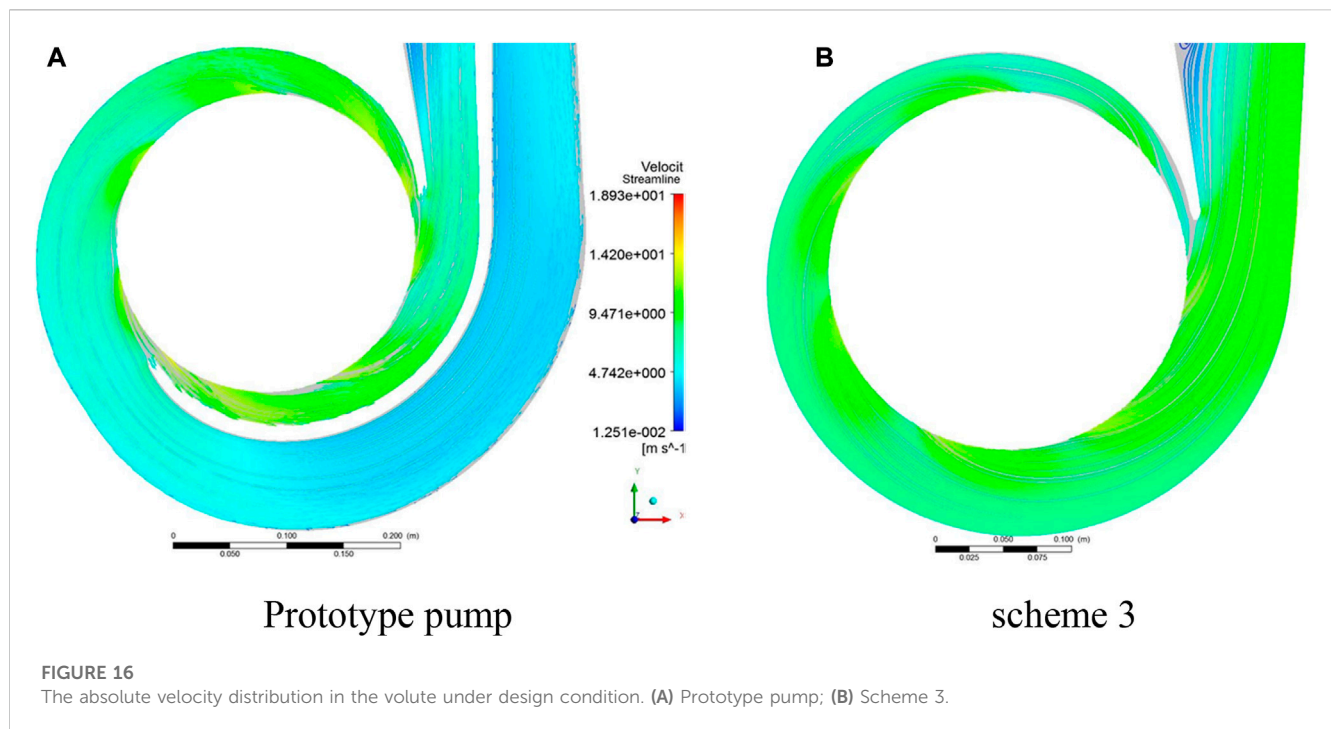 A
B
Velocit
Streamline
1.893e+001
1.420e+001
9.471e+000
4.742e+000
1.251e-002
[m s^-1
Y
Z
X
0 0.100 0.200 (m)
0.050 0.150
0 0.050 0.100 (m)
0.025 0.075
Prototype pump
scheme 3
FIGURE 16
The absolute velocity distribution in the volute under design condition. (A) Prototype pump; (B) Scheme 3.